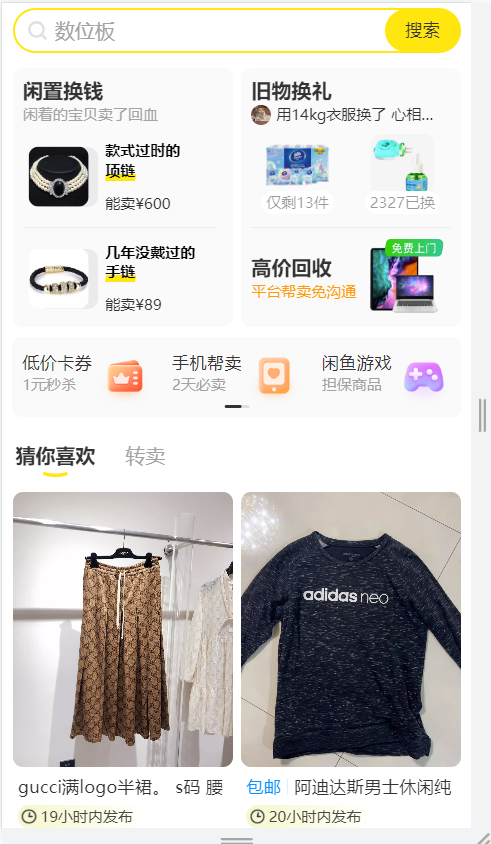 数位板
搜索
闲置换钱
闲着的宝贝卖了回血
款式过时的
项链
能卖¥600
几年没戴过的
手链
能卖¥89
旧物换礼
用14kg衣服换了 心相...
仅剩13件
2327已换
高价回收
平台帮卖免沟通
免费上门
低价卡券
1元秒杀
手机帮卖
2天必卖
闲鱼游戏
担保商品
猜你喜欢
转卖
adidas neo
gucci满logo半裙。 s码 腰
19小时内发布
包邮 阿迪达斯男士休闲纯
20小时内发布